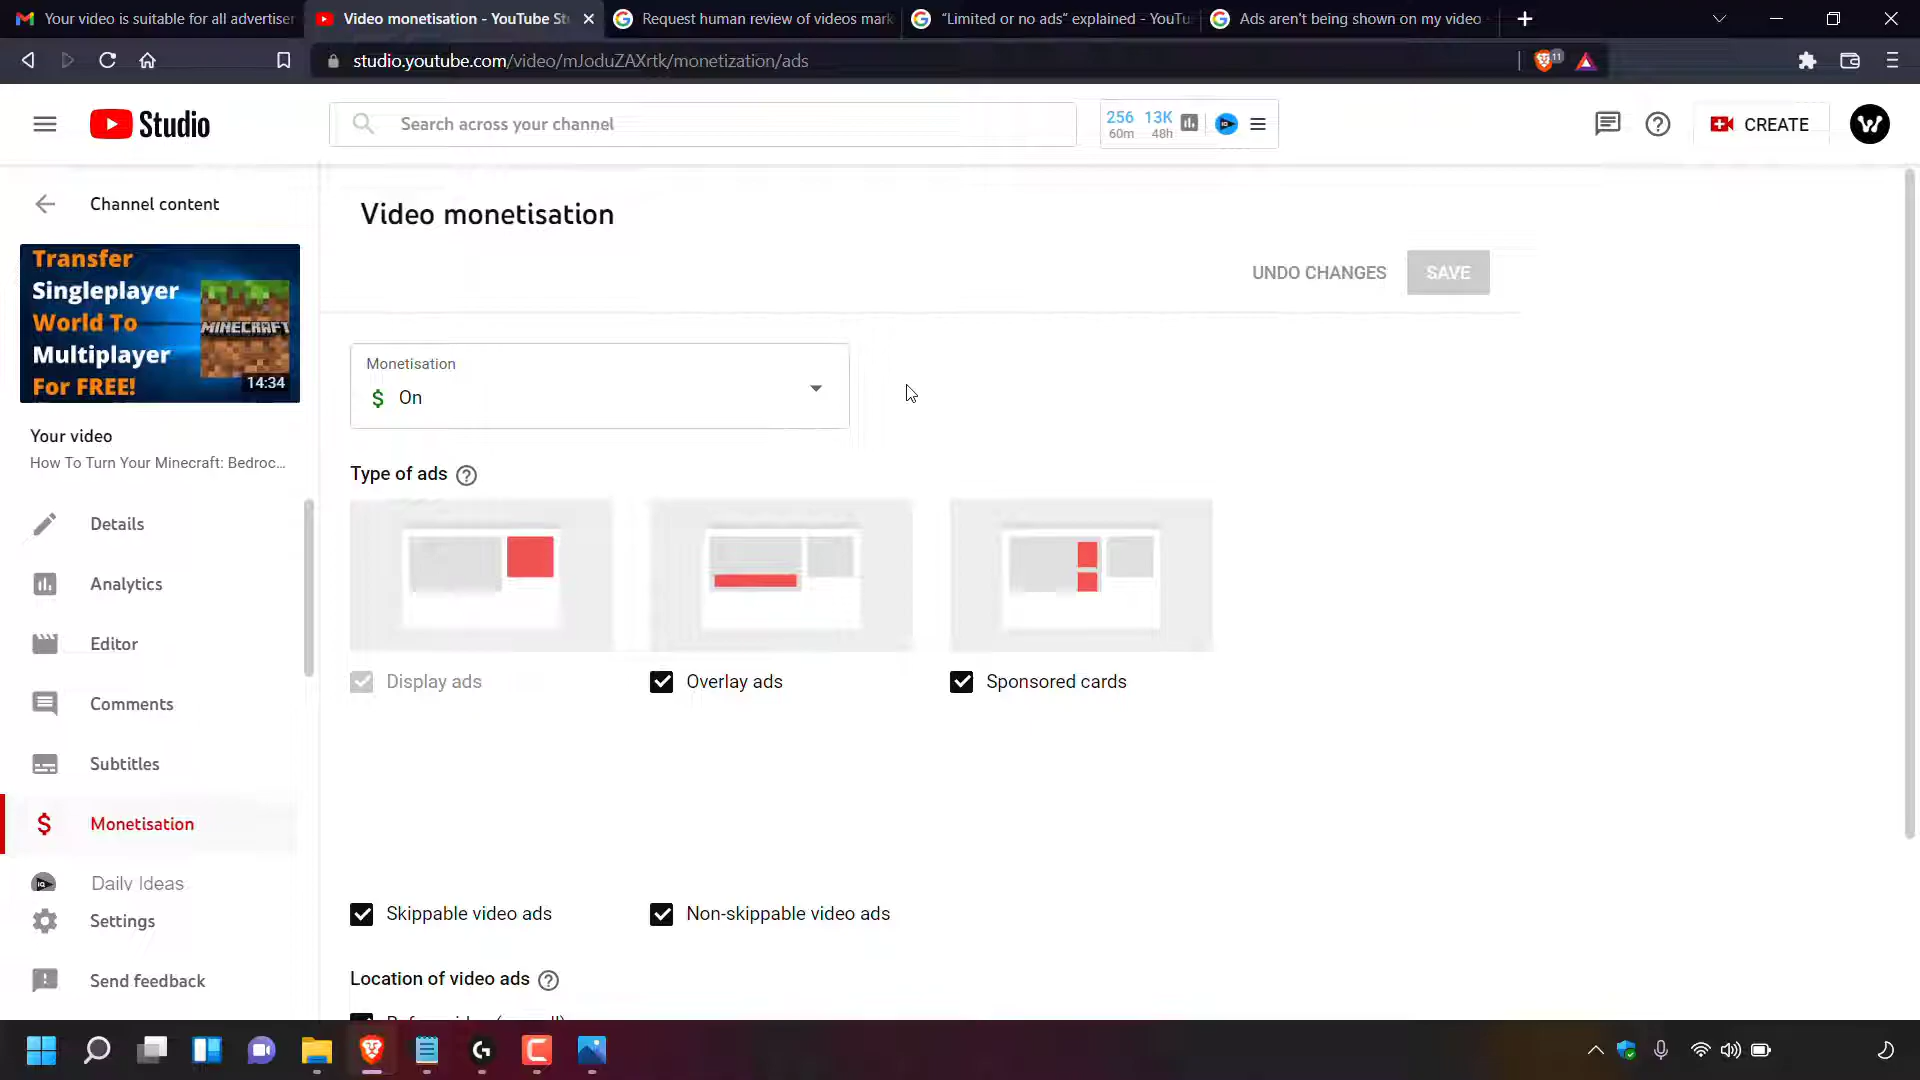 Your video is suitable for all advertiser
Video monetisation - YouTube St
Request human review of videos mark
"Limited or no ads" explained - YouTu
Ads aren't being shown on my video
studio.youtube.com/video/mJoduZAXrtk/monetization/ads
11
Studio
Search across your channel
256 13K
60m 48h
CREATE
Channel content
Video monetisation
UNDO CHANGES
SAVE
Transfer
Singleplayer
World To
Multiplayer
For FREE!
MINECRAFT
14:34
Your video
How To Turn Your Minecraft: Bedroc...
Monetisation
$ On
Type of ads
Display ads
Overlay ads
Sponsored cards
Skippable video ads
Non-skippable video ads
Location of video ads
Details
Analytics
Editor
Comments
Subtitles
$ Monetisation
Daily Ideas
Settings
Send feedback